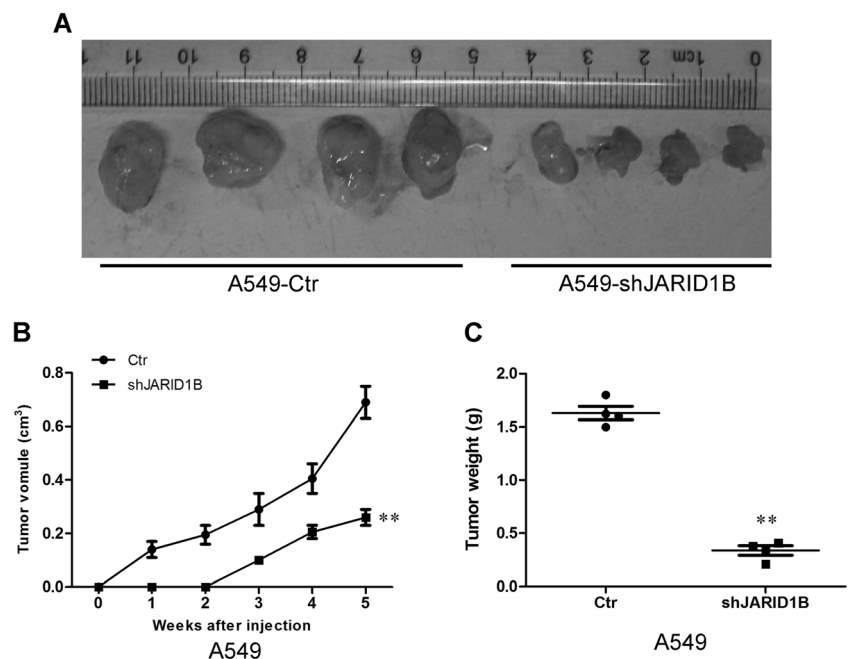 A
11 10 9 8 7 6 5 4 3 2 1cm 0
A549-Ctr
A549-shJARID1B
B
Ctr
shJARID1B
Tumor vomule (cm³)
0.8
0.6
0.4
0.2
0.0
**
0 1 2 3 4 5
Weeks after injection
A549
C
Tumor weight (g)
2.0
1.5
1.0
0.5
0.0
**
Ctr shJARID1B
A549